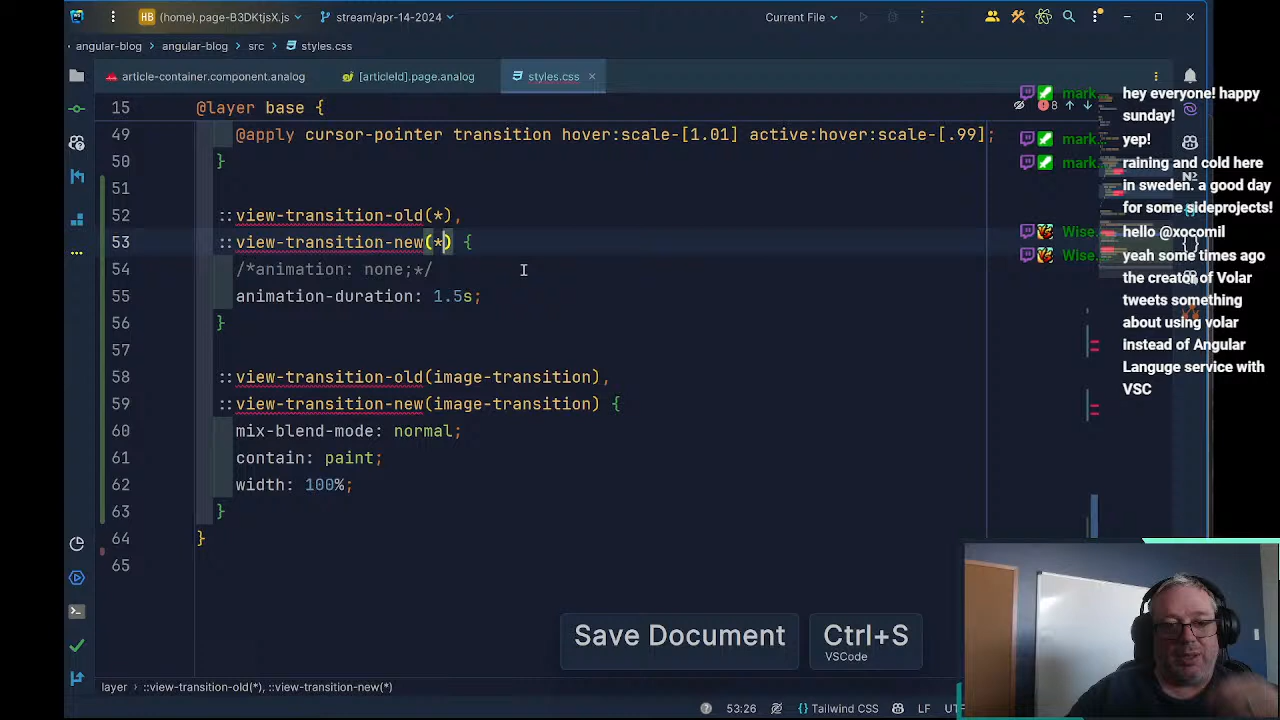 HB (home).page-B3DKtjsX.js
stream/apr-14-2024
Current File
angular-blog > angular-blog > src > styles.css
article-container.component.analog
[articleId].page.analog
styles.css
15 @layer base {
8
49 @apply cursor-pointer transition hover:scale-[1.01] active:hover:scale-[.99];
50 }
51
52 ::view-transition-old(*),
53 ::view-transition-new(*) {
54 /*animation: none;*/
55 animation-duration: 1.5s;
56 }
57
58 ::view-transition-old(image-transition),
59 ::view-transition-new(image-transition) {
60 mix-blend-mode: normal;
61 contain: paint;
62 width: 100%;
63 }
64 }
65
mark. hey everyone! happy
sunday!
mark. yep!
mark. raining and cold here
in sweden. a good day
for some sideprojects!
Wise. hello @xocomil
Wise. yeah some times ago
the creator of Volar
tweets something
about using volar
instead of Angular
Languge service with
VSC
Save Document
Ctrl+S
VSCode
layer > ::view-transition-old(*), ::view-transition-new(*)
53:26
{} Tailwind CSS
LF